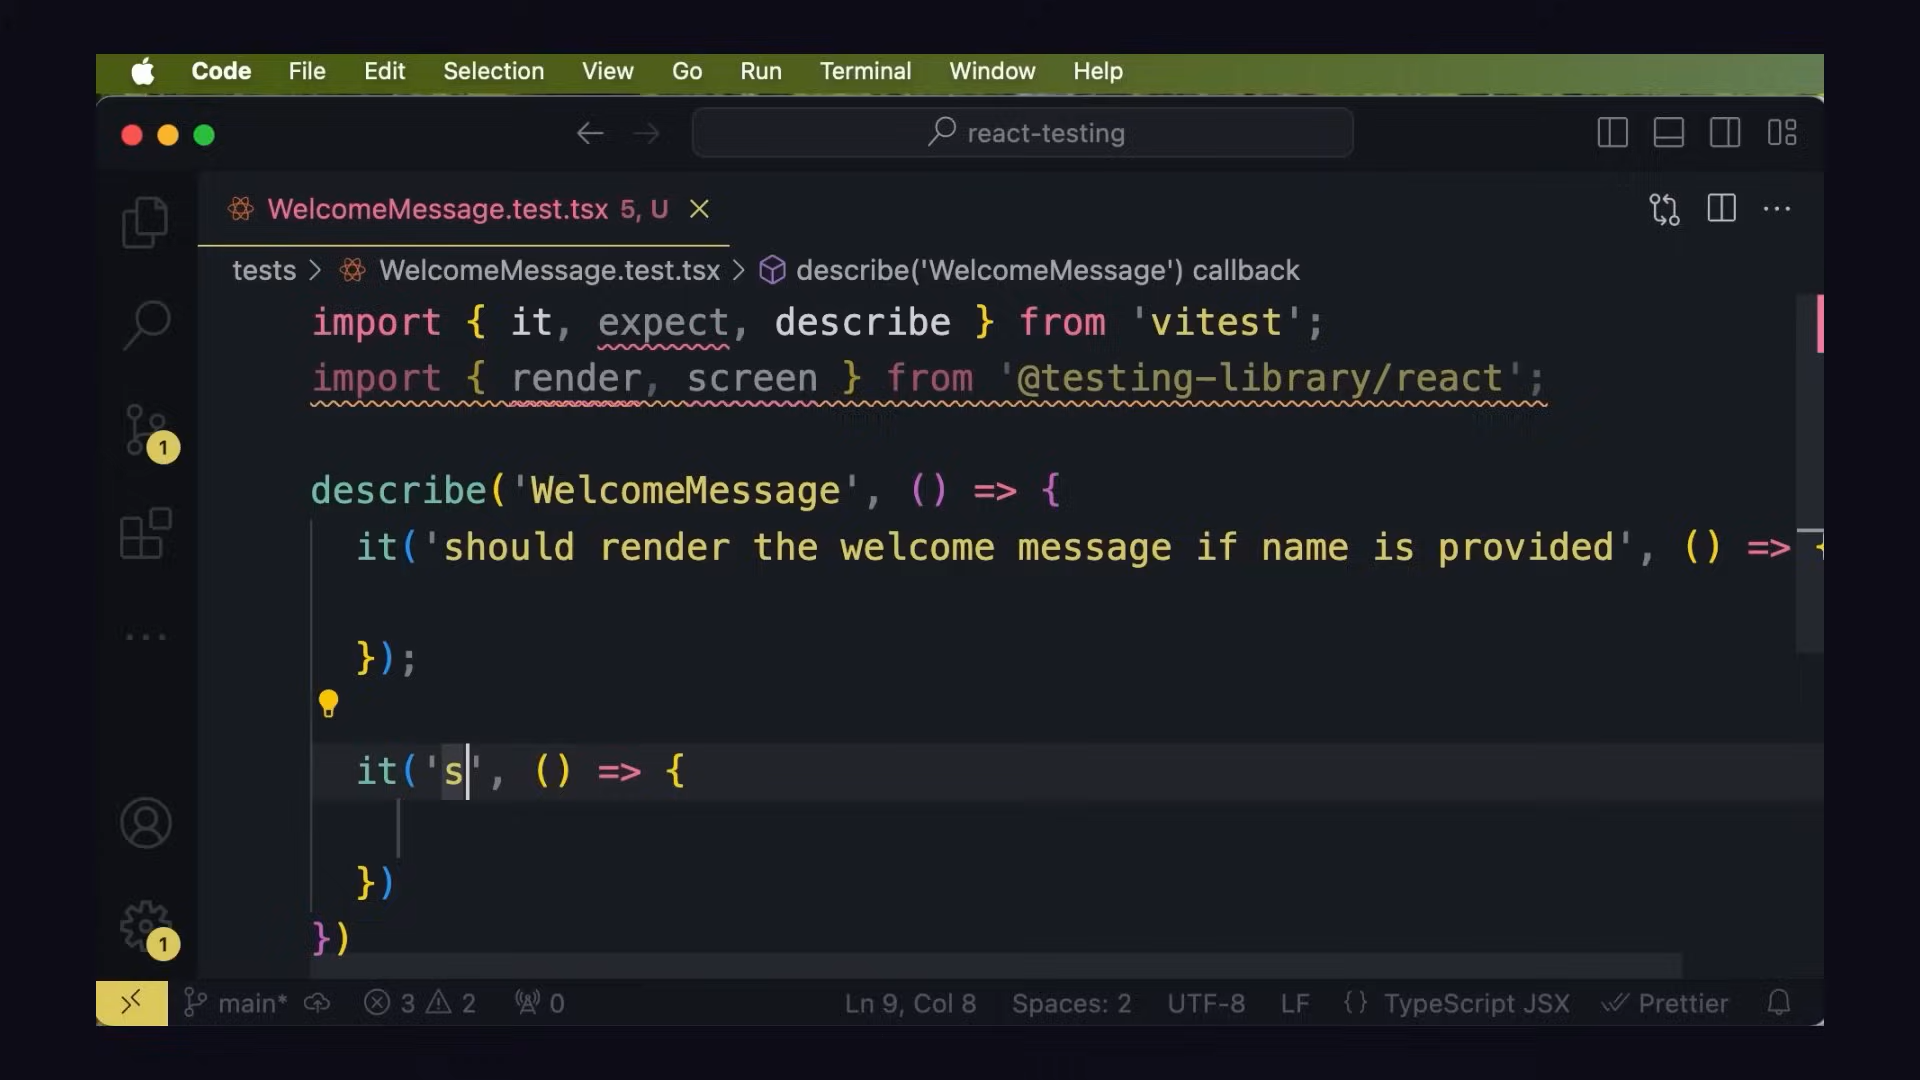 Code File Edit Selection View Go Run Terminal Window Help
react-testing
WelcomeMessage.test.tsx 5, U
tests > WelcomeMessage.test.tsx > describe('WelcomeMessage') callback
import { it, expect, describe } from 'vitest';
import { render, screen } from '@testing-library/react';
describe('WelcomeMessage', () => {
it('should render the welcome message if name is provided', () => {
});
it('s', () => {
})
})
1
1
main* 3 2 0 Ln 9, Col 8 Spaces: 2 UTF-8 LF {} TypeScript JSX Prettier